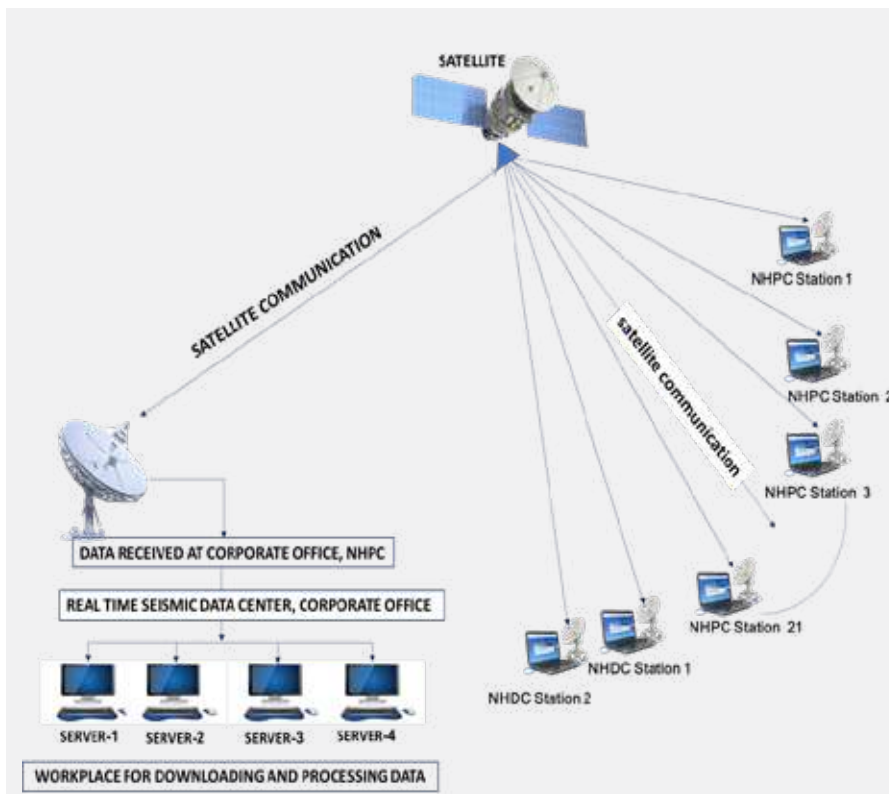 SATELLITE
SATELLITE COMMUNICATION
satellite communication
NHPC Station 1
NHPC Station 2
NHPC Station 3
NHPC Station 21
NHDC Station 1
NHDC Station 2
DATA RECEIVED AT CORPORATE OFFICE, NHPC
REAL TIME SEISMIC DATA CENTER, CORPORATE OFFICE
SERVER-1
SERVER-2
SERVER-3
SERVER-4
WORKPLACE FOR DOWNLOADING AND PROCESSING DATA